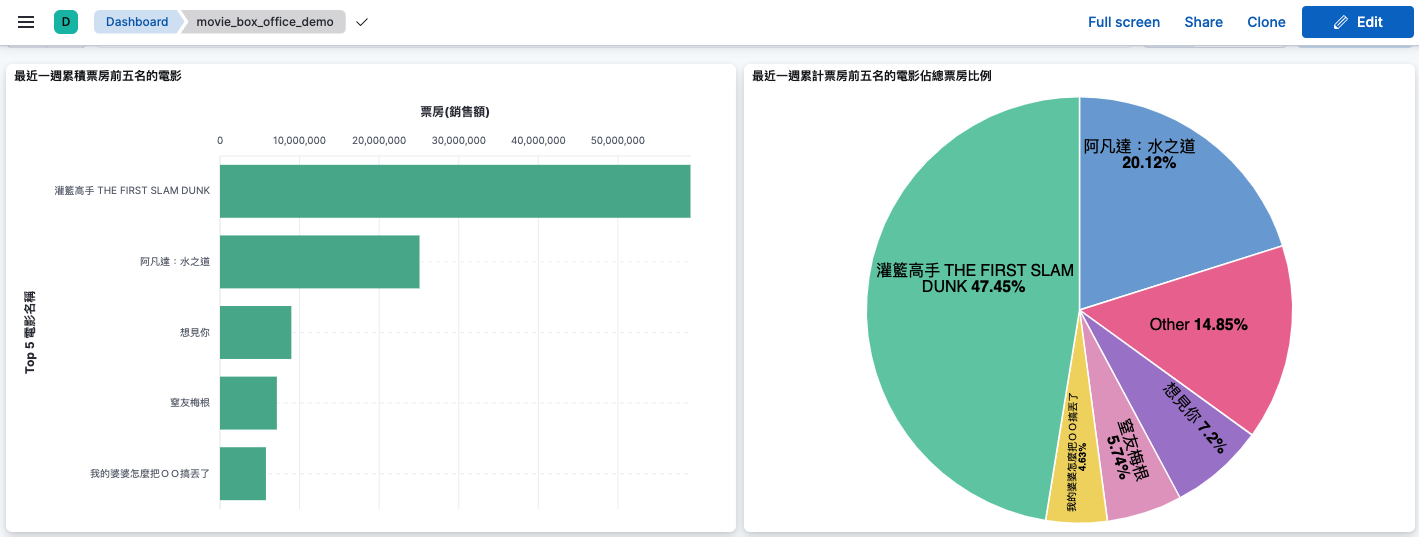 D
Dashboard
movie_box_office_demo
Full screen
Share
Clone
Edit
最近一週累積票房前五名的電影
票房(銷售額)
0
10,000,000
20,000,000
30,000,000
40,000,000
50,000,000
Top 5 電影名稱
灌籃高手 THE FIRST SLAM DUNK
阿凡達：水之道
想見你
窒友梅根
我的婆婆怎麼把ＯＯ搞丟了
最近一週累計票房前五名的電影佔總票房比例
阿凡達：水之道
20.12%
灌籃高手 THE FIRST SLAM
DUNK 47.45%
Other 14.85%
想見你 7.2%
窒友梅根
5.74%
我的婆婆怎麼把ＯＯ搞丟了
4.63%